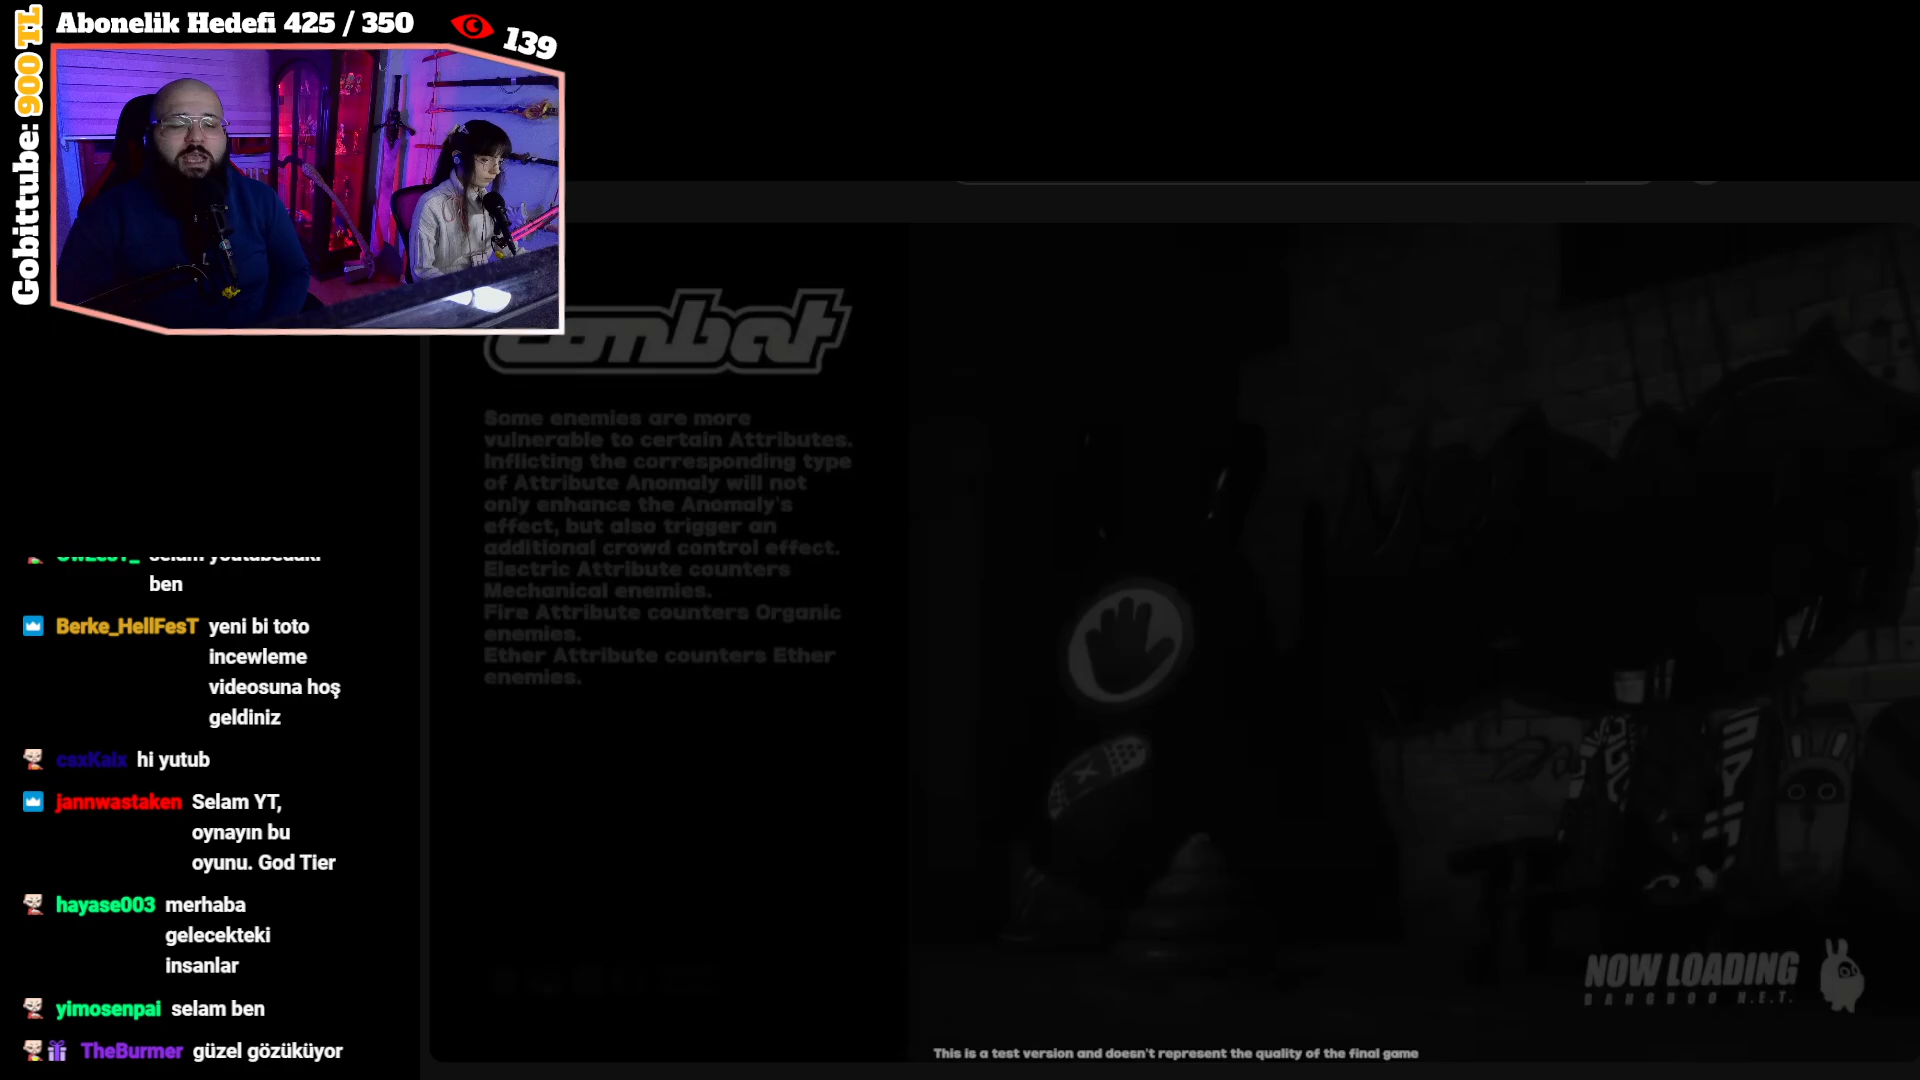 Abonelik Hedefi 425 / 350
139
Gobittube: 900 TL
combat
Some enemies are more
vulnerable to certain Attributes.
Inflicting the corresponding type
of Attribute Anomaly will not
only enhance the Anomaly's
effect, but also trigger an
additional crowd control effect.
Electric Attribute counters
Mechanical enemies.
Fire Attribute counters Organic
enemies.
Ether Attribute counters Ether
enemies.
ben
Berke_HellFesT yeni bi toto
incewleme
videosuna hoş
geldiniz
csxKaix hi yutub
jannwastaken Selam YT,
oynayın bu
oyunu. God Tier
hayase003 merhaba
gelecekteki
insanlar
yimosenpai selam ben
TheBurmer güzel gözüküyor
NOW LOADING
BANGBOO N.E.T.
This is a test version and doesn't represent the quality of the final game